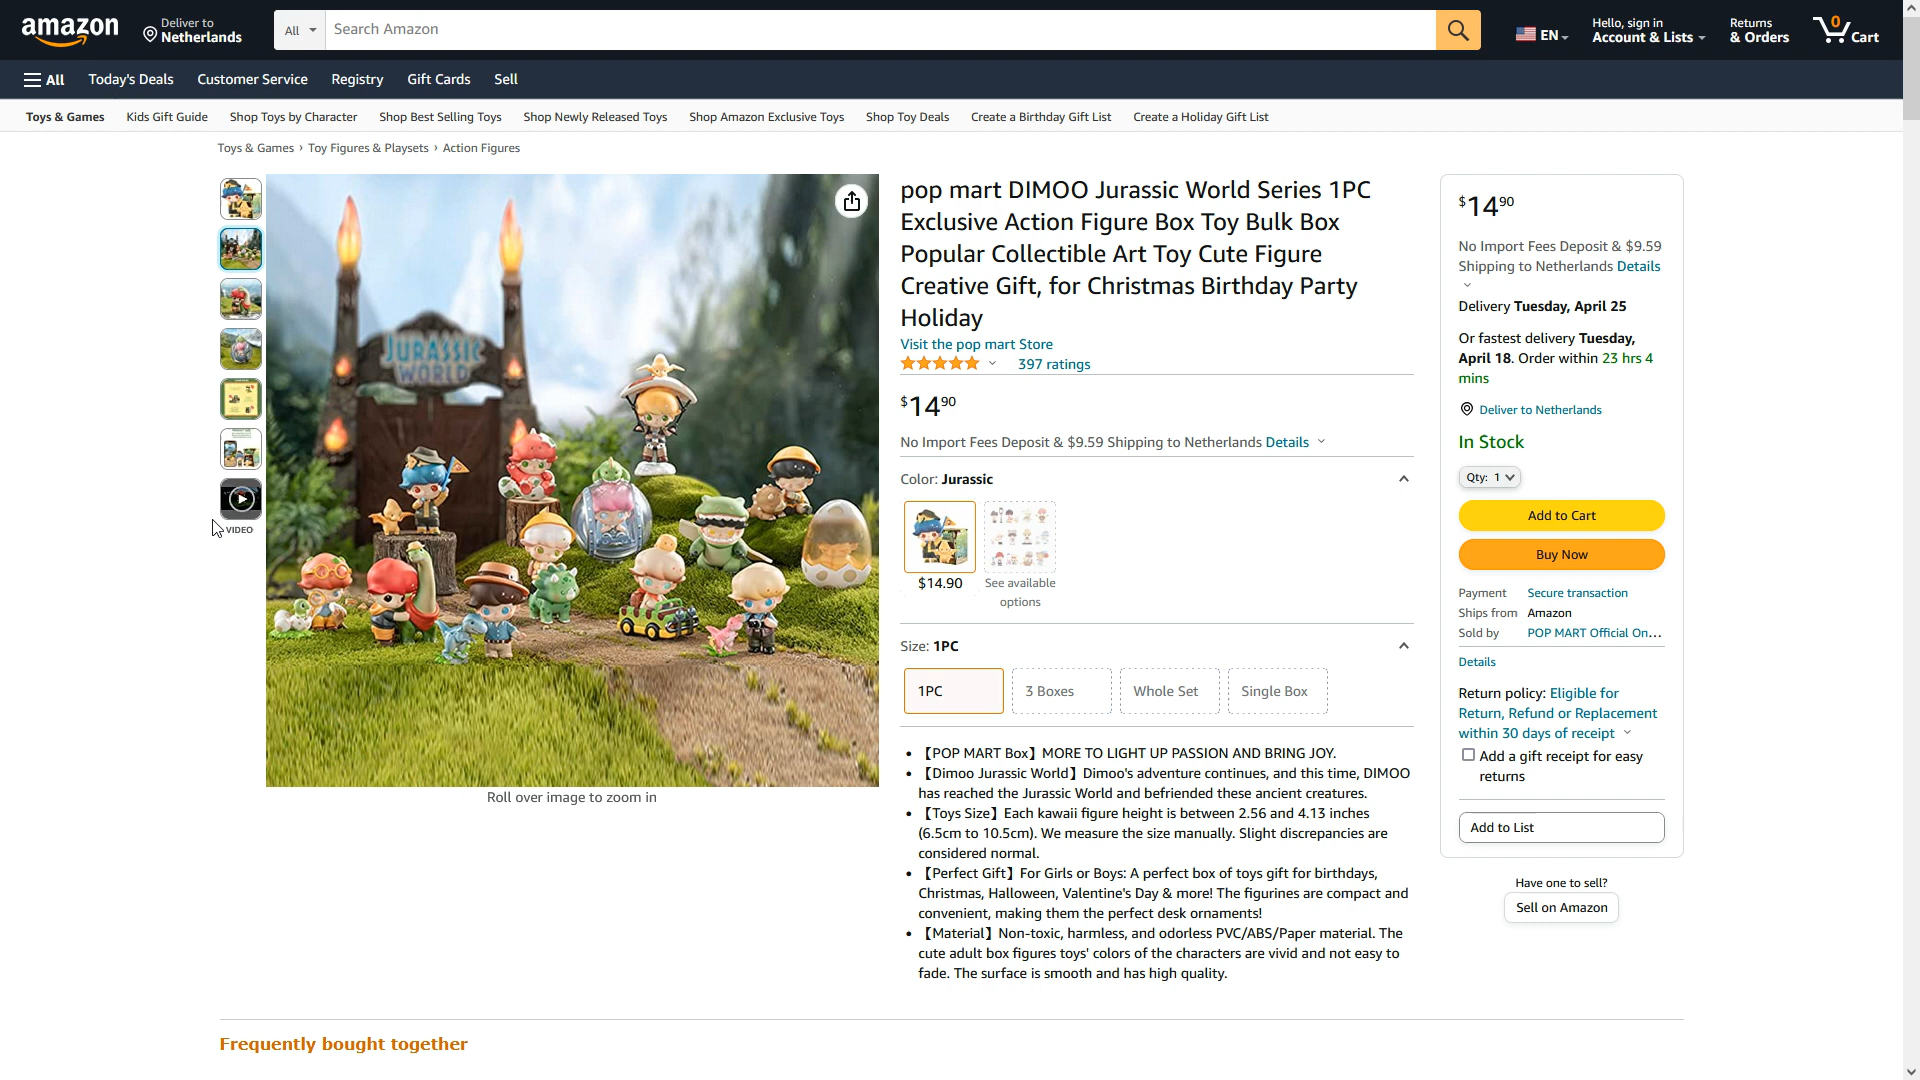 amazon
Deliver to
Netherlands
All
Search Amazon
EN
Hello, sign in
Account & Lists
Returns
& Orders
0
Cart
All
Today's Deals
Customer Service
Registry
Gift Cards
Sell
Toys & Games
Kids Gift Guide
Shop Toys by Character
Shop Best Selling Toys
Shop Newly Released Toys
Shop Amazon Exclusive Toys
Shop Toy Deals
Create a Birthday Gift List
Create a Holiday Gift List
Toys & Games › Toy Figures & Playsets › Action Figures
VIDEO
JURASSIC
WORLD
Roll over image to zoom in
pop mart DIMOO Jurassic World Series 1PC
Exclusive Action Figure Box Toy Bulk Box
Popular Collectible Art Toy Cute Figure
Creative Gift, for Christmas Birthday Party
Holiday
Visit the pop mart Store
397 ratings
$1490
No Import Fees Deposit & $9.59 Shipping to Netherlands Details
Color: Jurassic
$14.90
See available
options
Size: 1PC
1PC
3 Boxes
Whole Set
Single Box
• 【POP MART Box】MORE TO LIGHT UP PASSION AND BRING JOY.
• 【Dimoo Jurassic World】Dimoo's adventure continues, and this time, DIMOO
has reached the Jurassic World and befriended these ancient creatures.
• 【Toys Size】Each kawaii figure height is between 2.56 and 4.13 inches
(6.5cm to 10.5cm). We measure the size manually. Slight discrepancies are
considered normal.
• 【Perfect Gift】For Girls or Boys: A perfect box of toys gift for birthdays,
Christmas, Halloween, Valentine's Day & more! The figurines are compact and
convenient, making them the perfect desk ornaments!
• 【Material】Non-toxic, harmless, and odorless PVC/ABS/Paper material. The
cute adult box figures toys' colors of the characters are vivid and not easy to
fade. The surface is smooth and has high quality.
$1490
No Import Fees Deposit & $9.59
Shipping to Netherlands Details
Delivery Tuesday, April 25
Or fastest delivery Tuesday,
April 18. Order within 23 hrs 4
mins
Deliver to Netherlands
In Stock
Qty: 1
Add to Cart
Buy Now
Payment
Secure transaction
Ships from
Amazon
Sold by
POP MART Official On...
Details
Return policy: Eligible for
Return, Refund or Replacement
within 30 days of receipt
Add a gift receipt for easy
returns
Add to List
Have one to sell?
Sell on Amazon
Frequently bought together